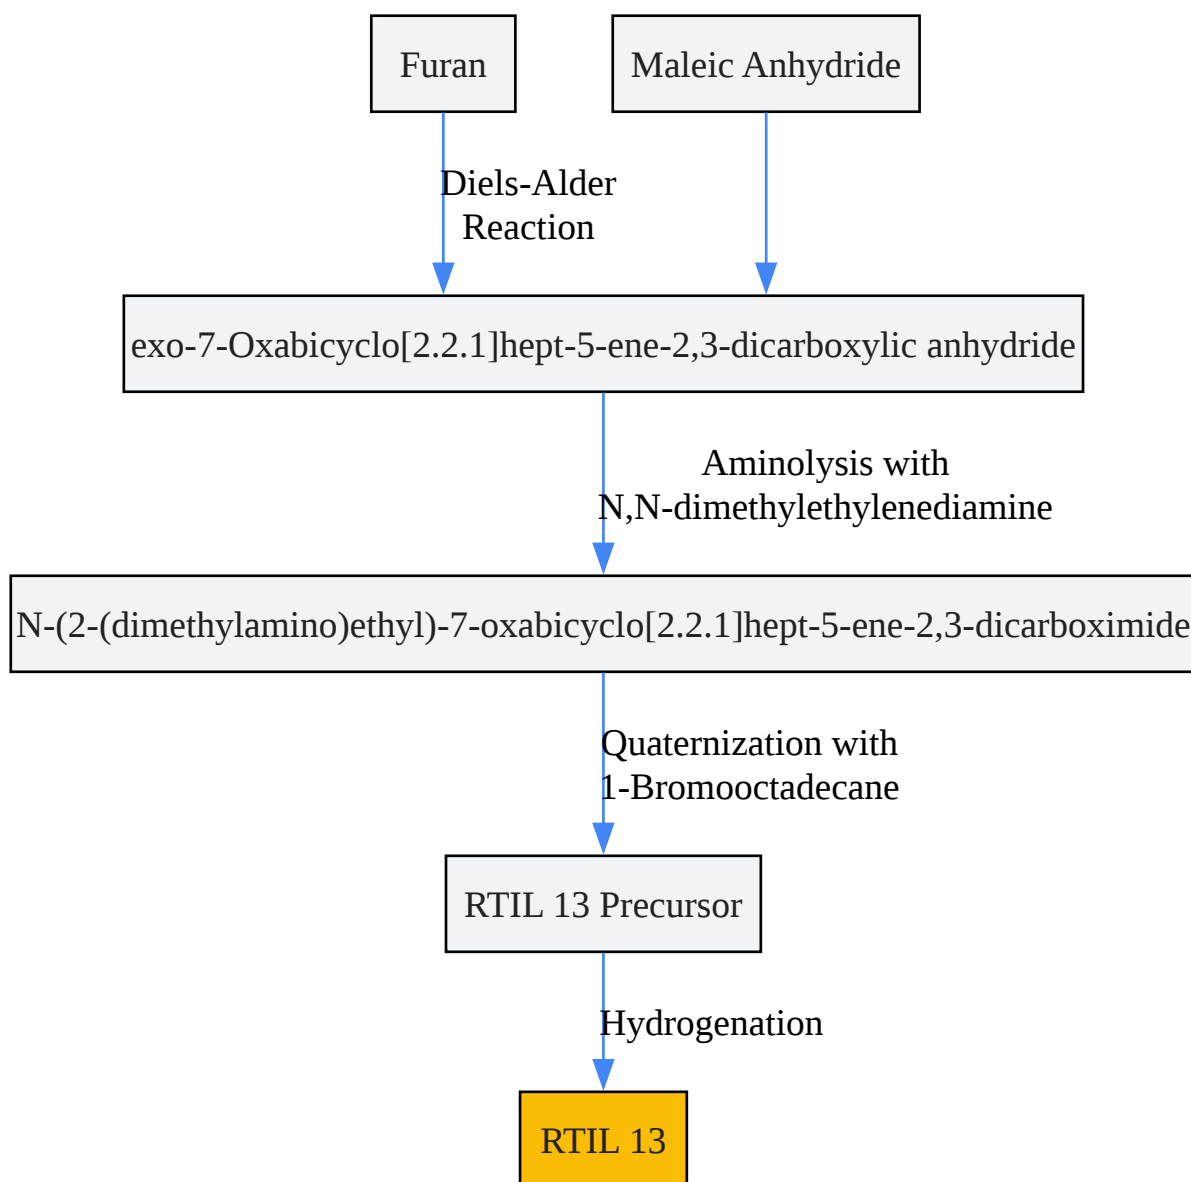 Furan
Maleic Anhydride
Diels-Alder
Reaction
exo-7-Oxabicyclo[2.2.1]hept-5-ene-2,3-dicarboxylic anhydride
Aminolysis with
N,N-dimethylethylenediamine
N-(2-(dimethylamino)ethyl)-7-oxabicyclo[2.2.1]hept-5-ene-2,3-dicarboximide
Quaternization with
1-Bromooctadecane
RTIL 13 Precursor
Hydrogenation
RTIL 13